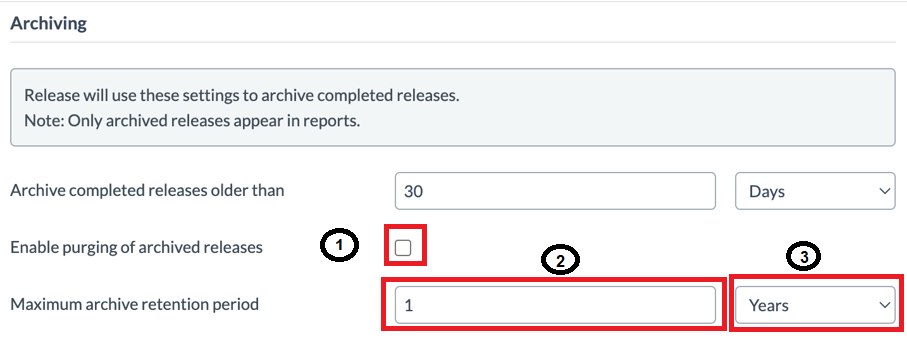 Archiving
Release will use these settings to archive completed releases.
Note: Only archived releases appear in reports.
Archive completed releases older than 30 Days
Enable purging of archived releases 1
2 3
Maximum archive retention period 1 Years